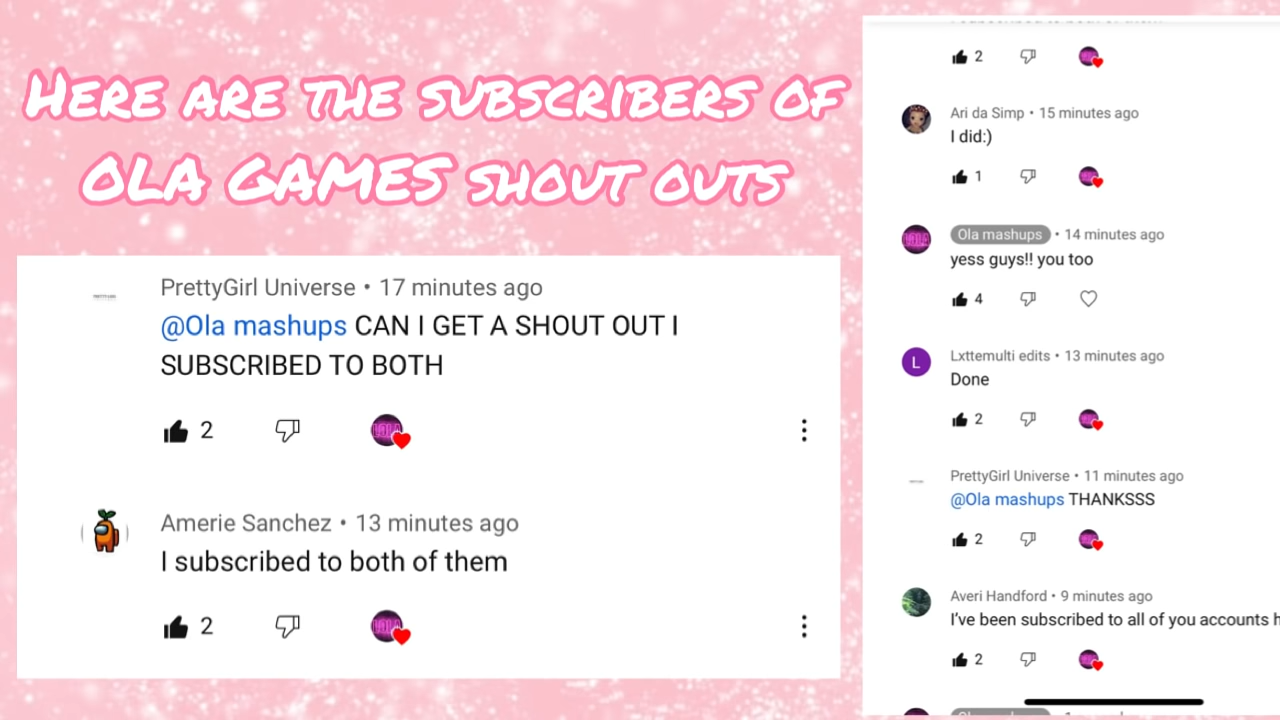 HERE ARE THE SUBSCRIBERS OF
OLA GAMES SHOUT OUTS
PrettyGirl Universe • 17 minutes ago
@Ola mashups CAN I GET A SHOUT OUT I
SUBSCRIBED TO BOTH
2
Amerie Sanchez • 13 minutes ago
I subscribed to both of them
2
2
Ari da Simp • 15 minutes ago
I did:)
1
Ola mashups • 14 minutes ago
yess guys!! you too
4
L
Lxttemulti edits • 13 minutes ago
Done
2
PrettyGirl Universe • 11 minutes ago
@Ola mashups THANKSSS
2
Averi Handford • 9 minutes ago
I've been subscribed to all of you accounts h
2